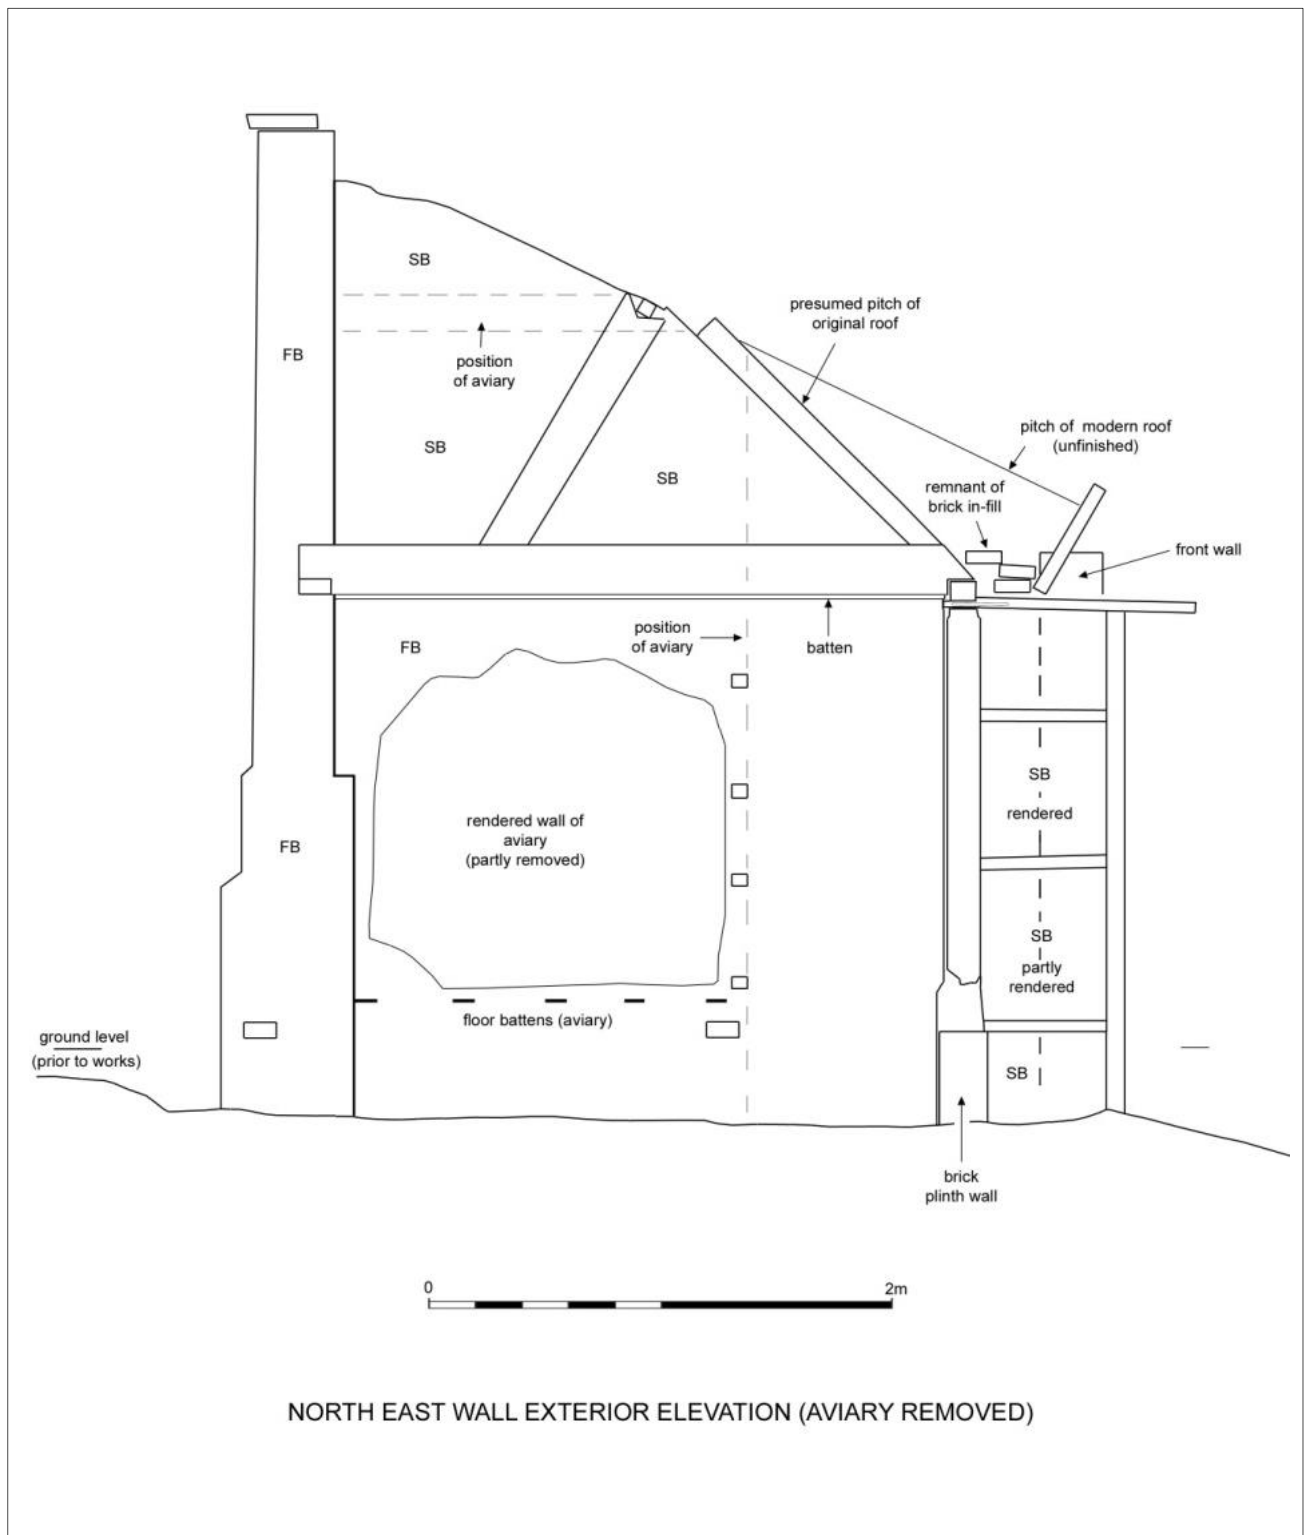 SB
presumed pitch of
original roof
FB
position
of aviary
pitch of modern roof
(unfinished)
SB
SB
remnant of
brick in-fill
front wall
position
of aviary
FB
batten
SB
rendered
rendered wall of
aviary
(partly removed)
FB
SB
partly
rendered
floor battens (aviary)
ground level
(prior to works)
SB
brick
plinth wall
0
2m
NORTH EAST WALL EXTERIOR ELEVATION (AVIARY REMOVED)